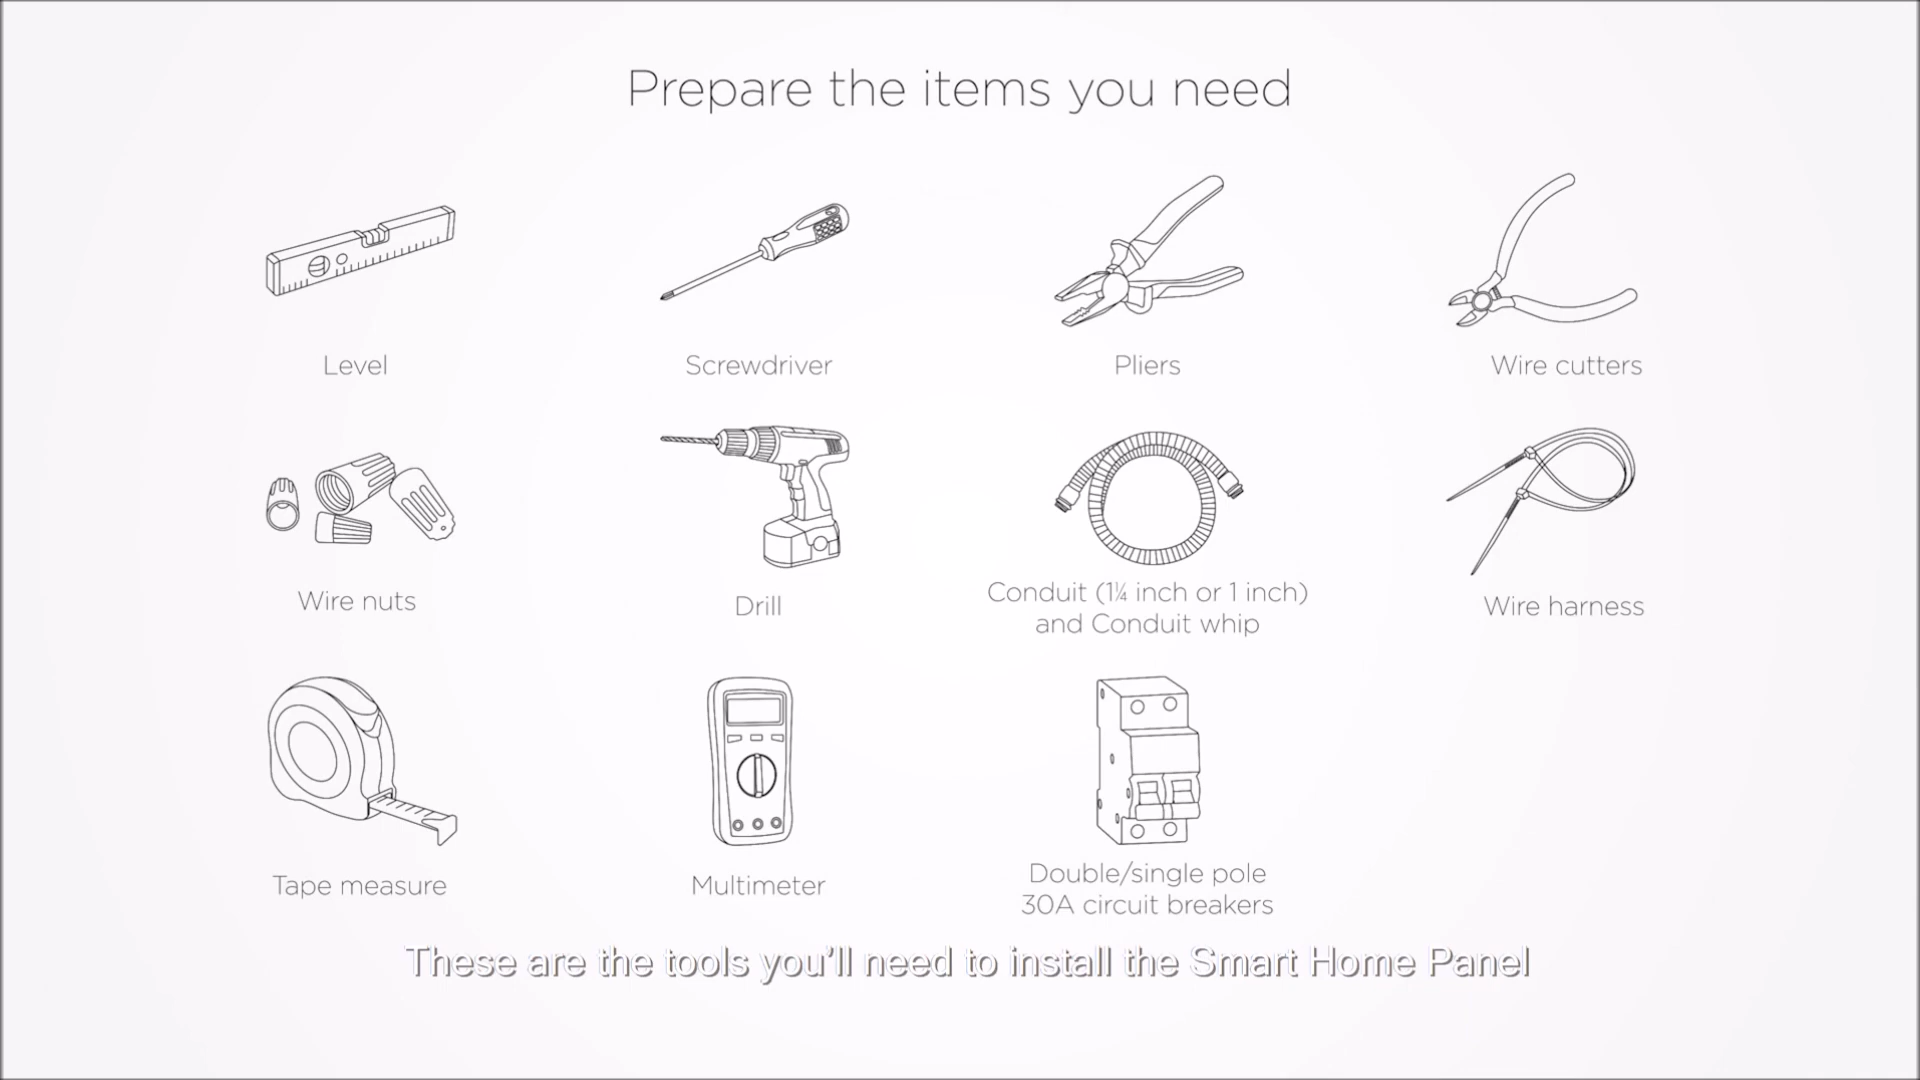 Prepare the items you need
Level
Screwdriver
Pliers
Wire cutters
Wire nuts
Drill
Conduit (1¼ inch or 1 inch)
and Conduit whip
Wire harness
Tape measure
Multimeter
Double/single pole
30A circuit breakers
These are the tools you'll need to install the Smart Home Panel